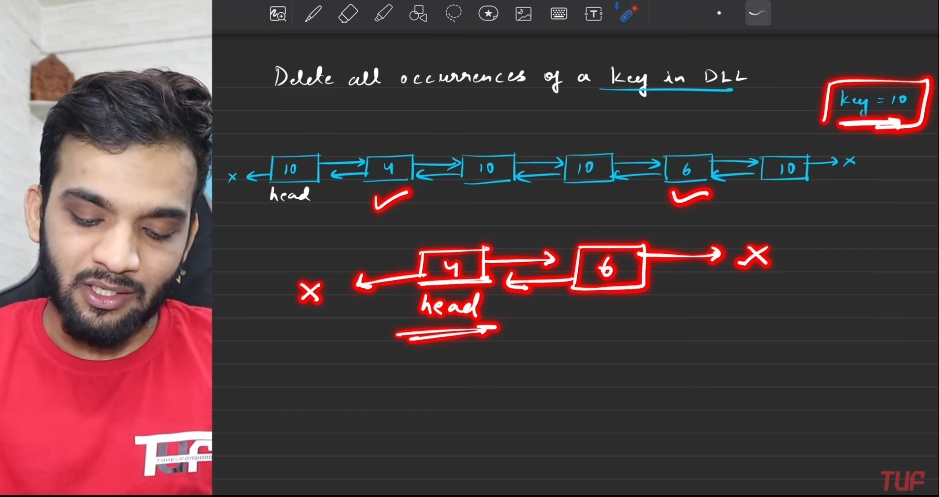 Delete all occurrences of a key in DLL
key = 10
x 10 4 10 10 6 10 x
head
x 4 6 x
head
TUF
TUF